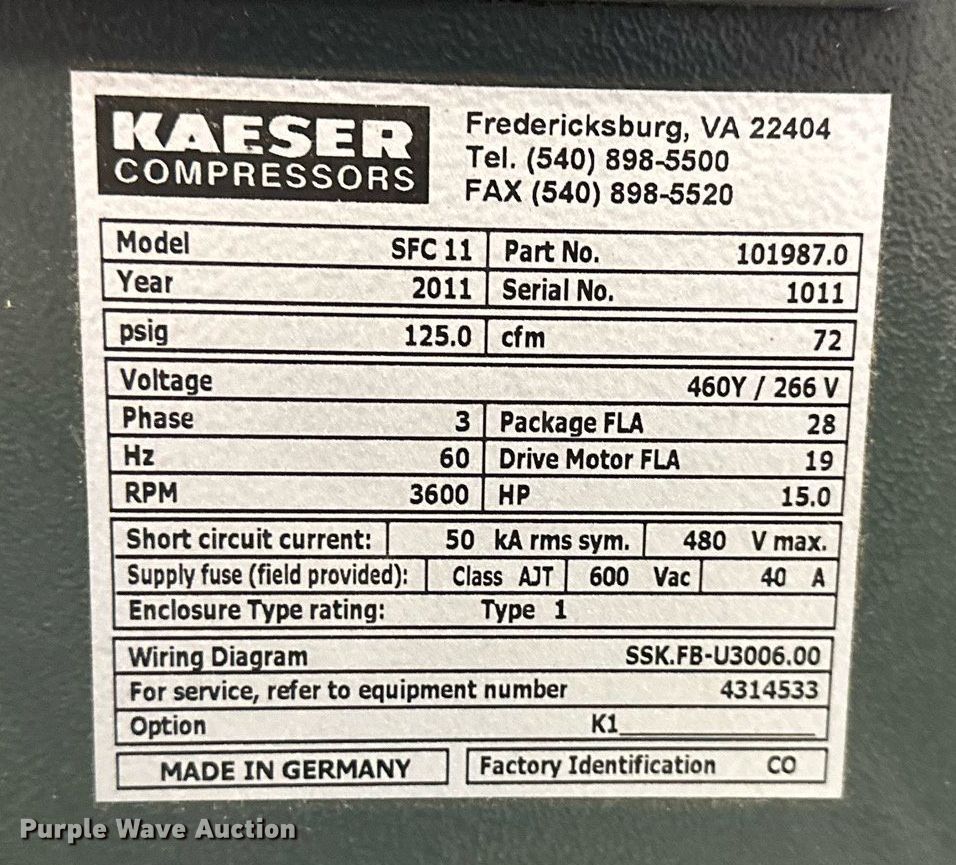 KAESER
COMPRESSORS
Fredericksburg, VA 22404
Tel. (540) 898-5500
FAX (540) 898-5520
Model SFC 11 Part No. 101987.0
Year 2011 Serial No. 1011
psig 125.0 cfm 72
Voltage 460Y / 266 V
Phase 3 Package FLA 28
Hz 60 Drive Motor FLA 19
RPM 3600 HP 15.0
Short circuit current: 50 kA rms sym. 480 V max.
Supply fuse (field provided): Class AJT 600 Vac 40 A
Enclosure Type rating: Type 1
Wiring Diagram SSK.FB-U3006.00
For service, refer to equipment number 4314533
Option K1
MADE IN GERMANY Factory Identification CO
Purple Wave Auction